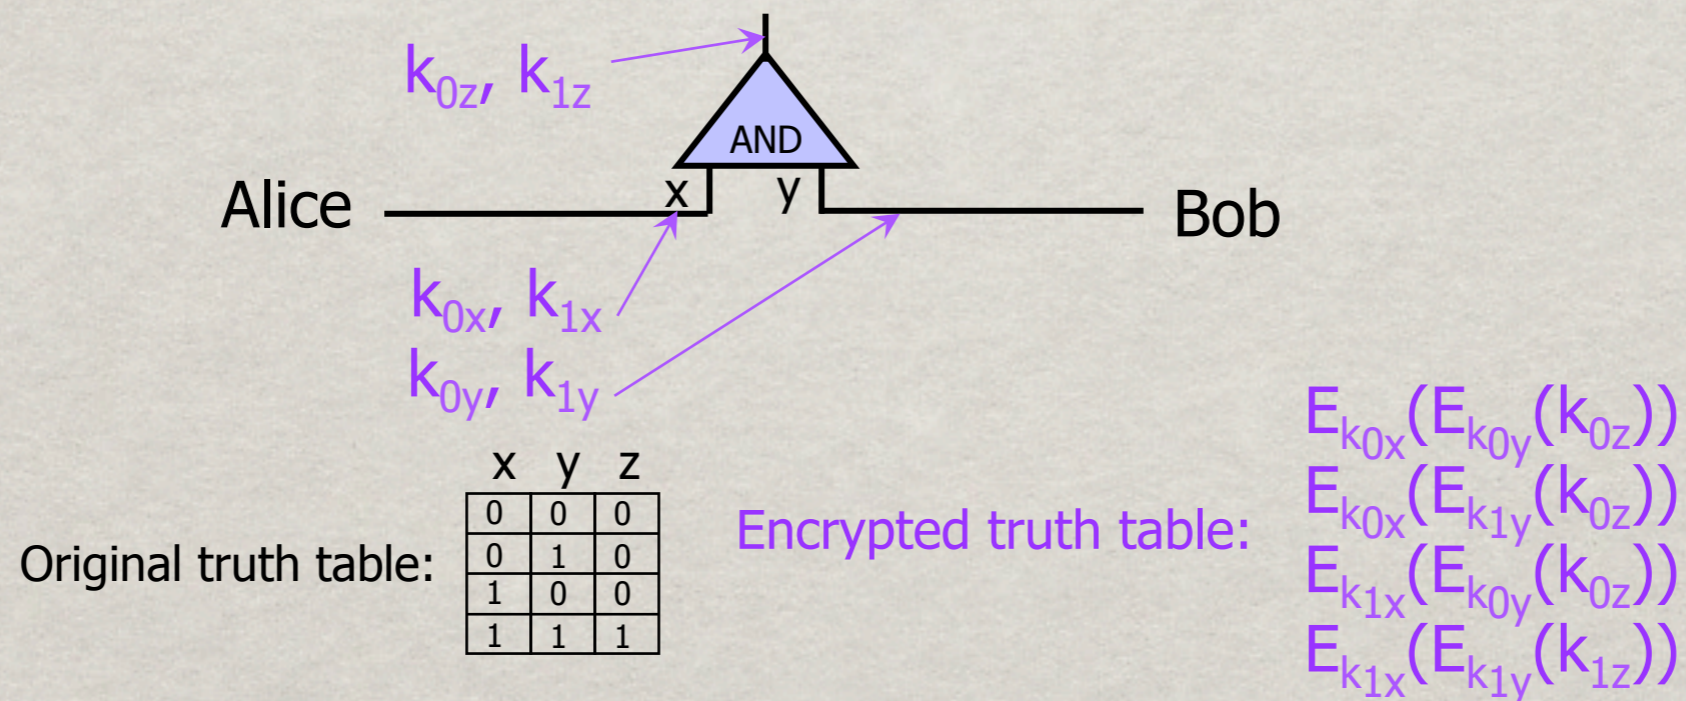 k0z, k1z
AND
Alice
x
y
Bob
k0x, k1x
k0y, k1y
x y z
0 0 0
0 1 0
1 0 0
1 1 1
Original truth table:
Encrypted truth table:
Ek0x(Ek0y(k0z))
Ek0x(Ek1y(k0z))
Ek1x(Ek0y(k0z))
Ek1x(Ek1y(k1z))